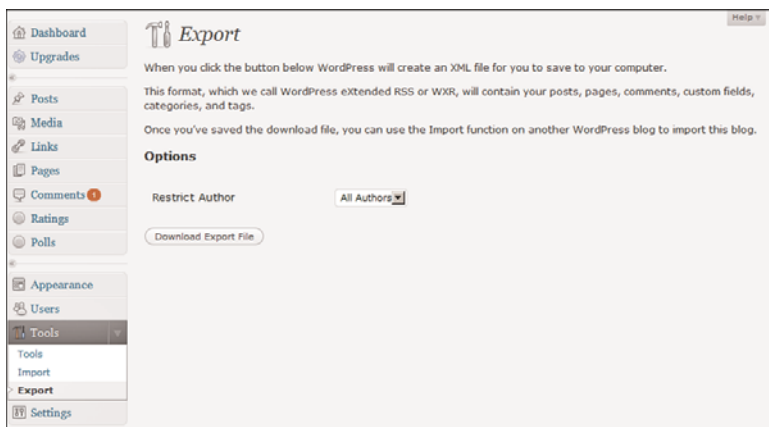 Help
Dashboard
Upgrades
Posts
Media
Links
Pages
Comments 1
Ratings
Polls
Appearance
Users
Tools
Tools
Import
Export
Settings
Export
When you click the button below WordPress will create an XML file for you to save to your computer.
This format, which we call WordPress eXtended RSS or WXR, will contain your posts, pages, comments, custom fields,
categories, and tags.
Once you've saved the download file, you can use the Import function on another WordPress blog to import this blog.
Options
Restrict Author
All Authors
Download Export File